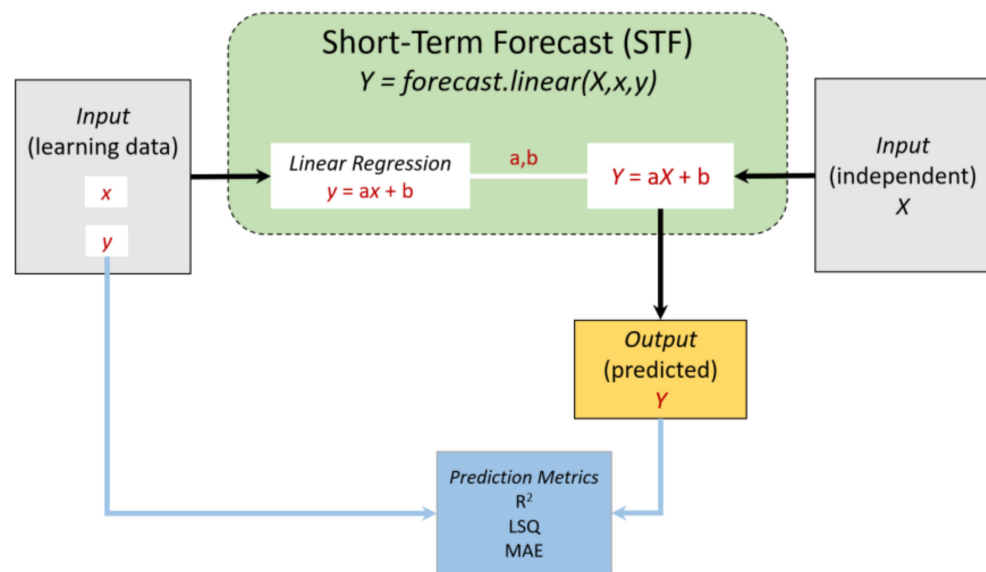 Short-Term Forecast (STF)
Y = forecast.linear(X,x,y)
Input
(learning data)
x
y
Linear Regression
y = ax + b
a,b
Y = aX + b
Input
(independent)
X
Output
(predicted)
Y
Prediction Metrics
R²
LSQ
MAE